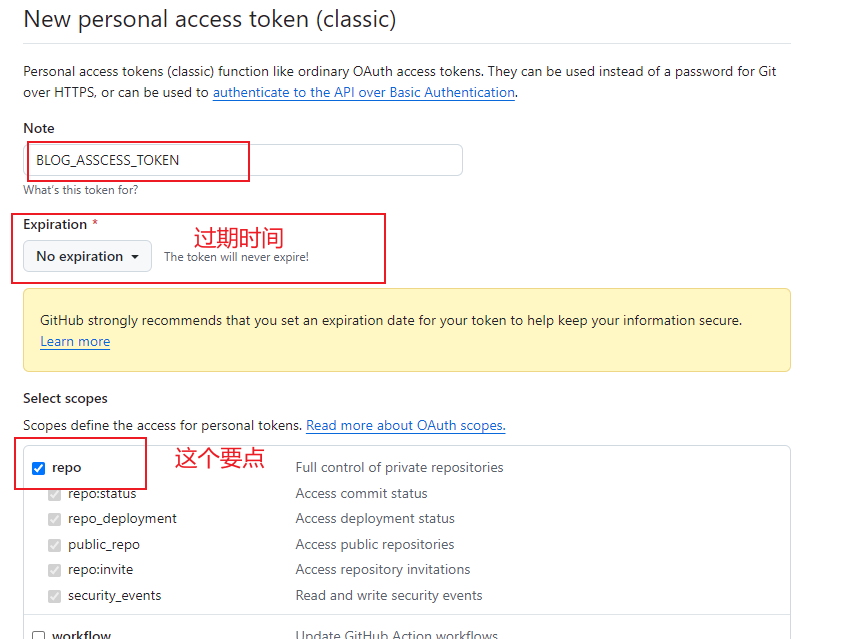 New personal access token (classic)
Personal access tokens (classic) function like ordinary OAuth access tokens. They can be used instead of a password for Git
over HTTPS, or can be used to authenticate to the API over Basic Authentication.
Note
BLOG_ASSCESS_TOKEN
What's this token for?
Expiration *
过期时间
No expiration
The token will never expire!
GitHub strongly recommends that you set an expiration date for your token to help keep your information secure.
Learn more
Select scopes
Scopes define the access for personal tokens. Read more about OAuth scopes.
这个要点
repo Full control of private repositories
repo:status Access commit status
repo_deployment Access deployment status
public_repo Access public repositories
repo:invite Access repository invitations
security_events Read and write security events
workflow Update GitHub Action workflows